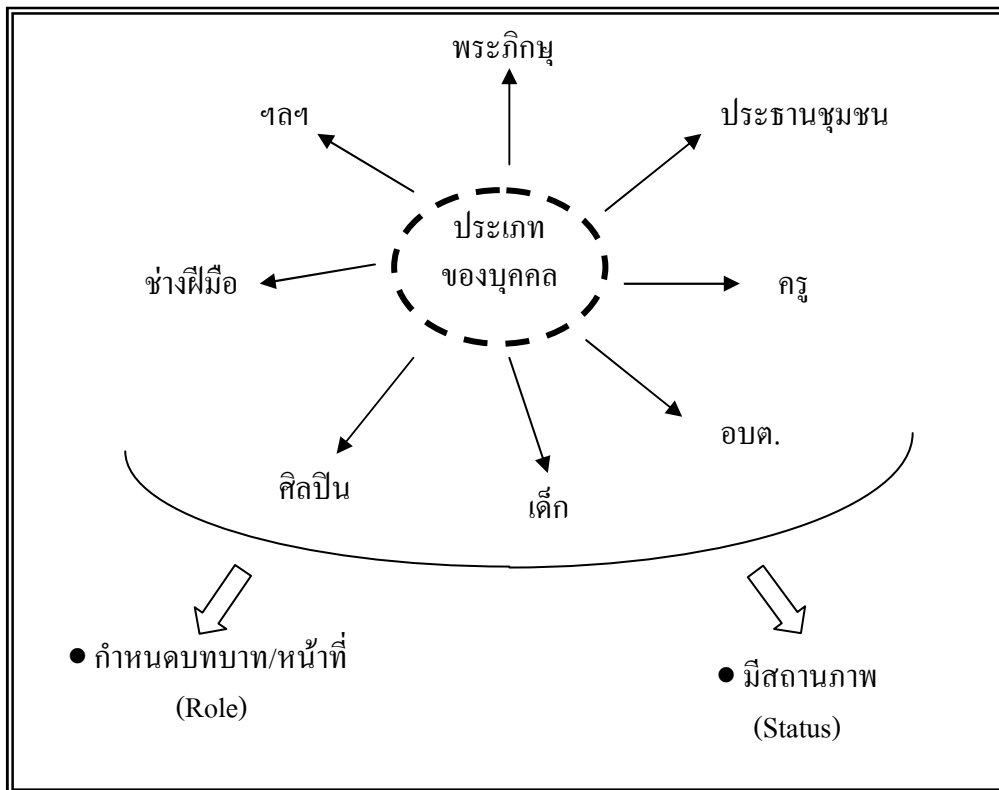 พระภิกษุ
ฯลฯ
ประธานชุมชน
ประเภท
ของบุคคล
ช่างฝีมือ
ครู
อบต.
ศิลปิน
เด็ก
● กำหนดบทบาท/หน้าที่
(Role)
● มีสถานภาพ
(Status)